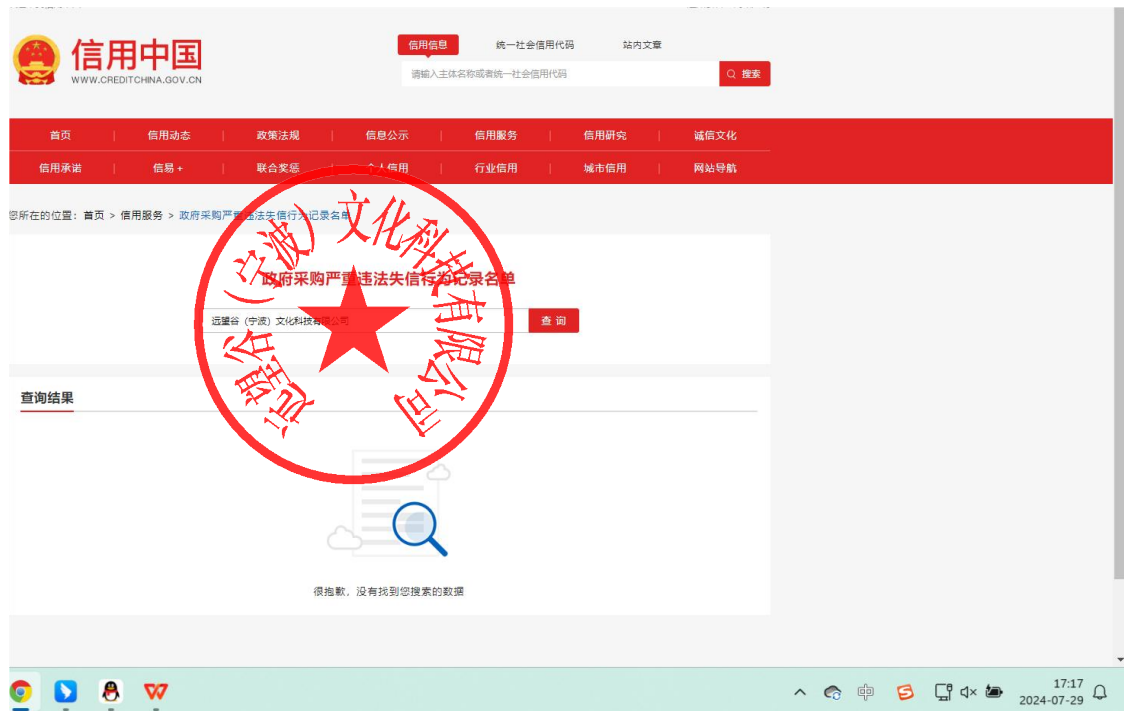 信用中国
WWW.CREDITCHINA.GOV.CN
信用信息 统一社会信用代码 站内文章
请输入主体名称或者统一社会信用代码 搜索
首页 | 信用动态 | 政策法规 | 信息公示 | 信用服务 | 信用研究 | 诚信文化
信用承诺 | 信易+ | 联合奖惩 | 个人信用 | 行业信用 | 城市信用 | 网站导航
您所在的位置：首页 > 信用服务 > 政府采购严重违法失信行为记录名单
政府采购严重违法失信行为记录名单
远望谷（宁波）文化科技有限公司 查询
远望谷（宁波）文化科技有限公司
查询结果
很抱歉，没有找到您搜索的数据
中
17:17
2024-07-29